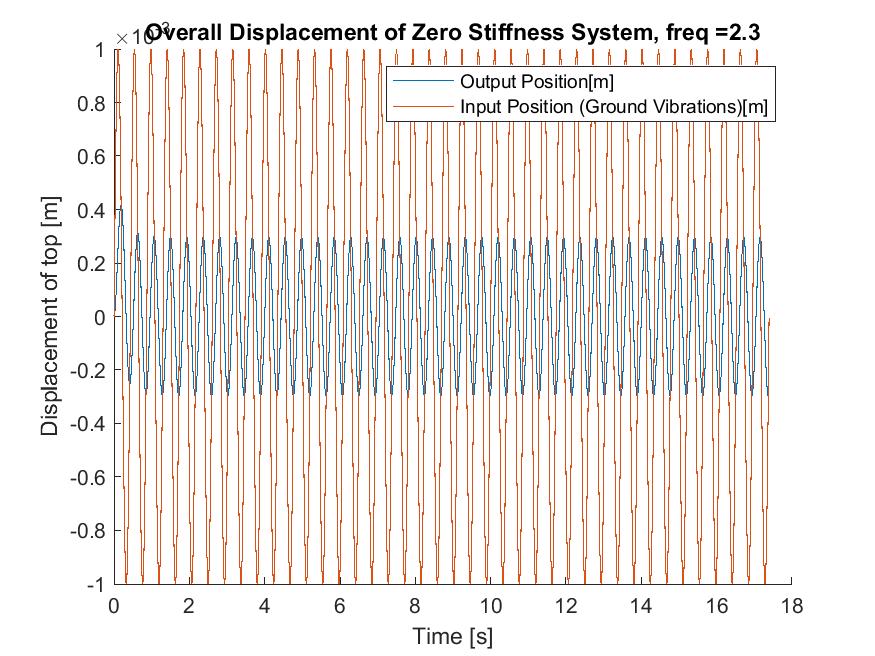 ×10-3
Overall Displacement of Zero Stiffness System, freq =2.3
1
0.8
0.6
0.4
0.2
0
-0.2
-0.4
-0.6
-0.8
-1
Displacement of top [m]
Output Position[m]
Input Position (Ground Vibrations)[m]
0 2 4 6 8 10 12 14 16 18
Time [s]